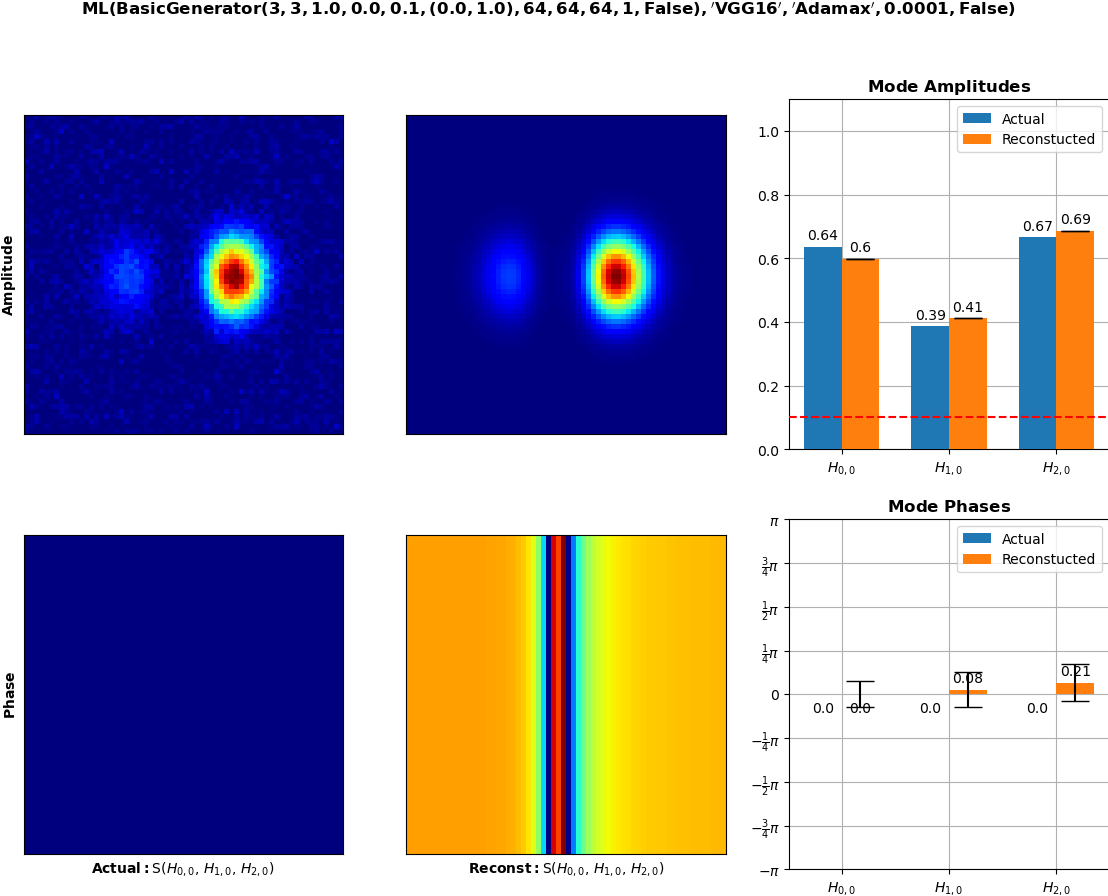 ML(BasicGenerator(3, 3, 1.0, 0.0, 0.1, (0.0, 1.0), 64, 64, 64, 1, False), ′VGG16′, ′Adamax′, 0.0001, False)
Amplitude
Mode Amplitudes
Actual
Reconstucted
1.0
0.8
0.6
0.4
0.2
0.0
0.64
0.6
0.39
0.41
0.67
0.69
H0,0
H1,0
H2,0
Phase
Actual: S(H0,0, H1,0, H2,0)
Reconst: S(H0,0, H1,0, H2,0)
Mode Phases
Actual
Reconstucted
π
3/4π
1/2π
1/4π
0
−1/4π
−1/2π
−3/4π
−π
0.0
0.0
0.0
0.08
0.0
0.21
H0,0
H1,0
H2,0